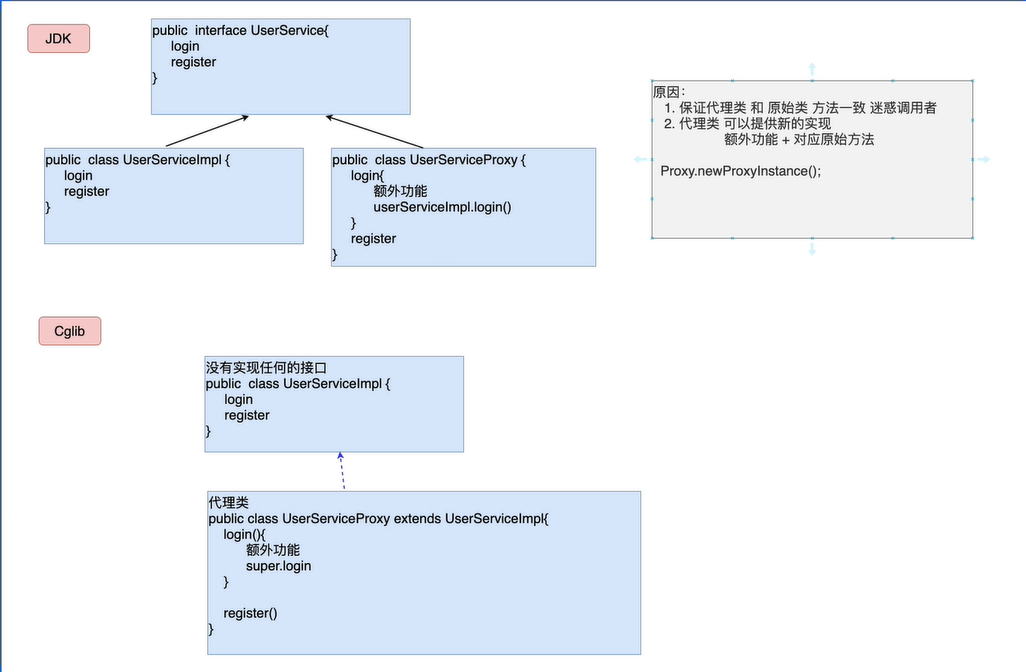 JDK
public  interface UserService{
login
register
}
public  class UserServiceImpl {
login
register
}
public  class UserServiceProxy {
login{
额外功能
userServiceImpl.login()
}
register
}
原因：
1. 保证代理类 和 原始类 方法一致 迷惑调用者
2. 代理类 可以提供新的实现
额外功能 + 对应原始方法
Proxy.newProxyInstance();
Cglib
没有实现任何的接口
public  class UserServiceImpl {
login
register
}
代理类
public class UserServiceProxy extends UserServiceImpl{
login(){
额外功能
super.login
}
register()
}